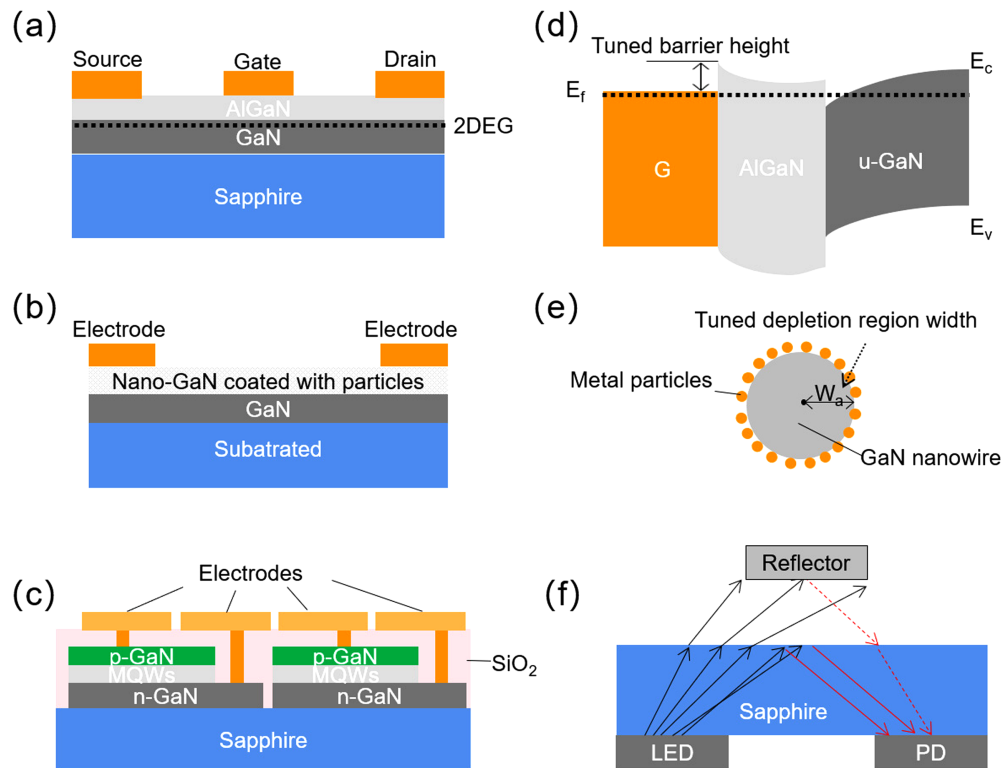 (a)
Source
Gate
Drain
AlGaN
2DEG
GaN
Sapphire
(b)
Electrode
Electrode
Nano-GaN coated with particles
GaN
Subatrated
(c)
Electrodes
p-GaN
p-GaN
SiO2
MQWs
MQWs
n-GaN
n-GaN
Sapphire
(d)
Tuned barrier height
Ec
Ef
G
AlGaN
u-GaN
Ev
(e)
Tuned depletion region width
Metal particles
Wa
GaN nanowire
(f)
Reflector
Sapphire
LED
PD